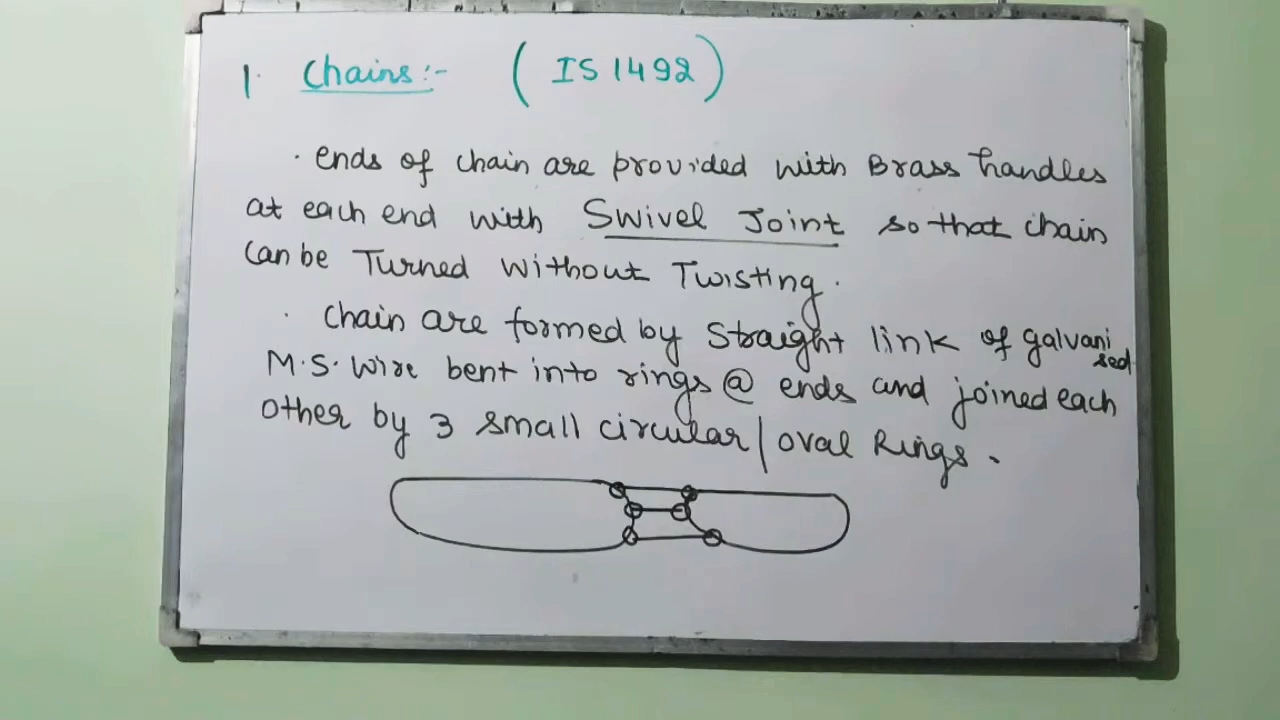 1. Chains:- (IS 1492)
. ends of chain are provided with Brass handles
at each end with Swivel Joint so that chain
can be Turned without Twisting.
. chain are formed by straight link of galvani
sed
M.S. wire bent into rings @ ends and joined each
other by 3 small circular/oval Rings.